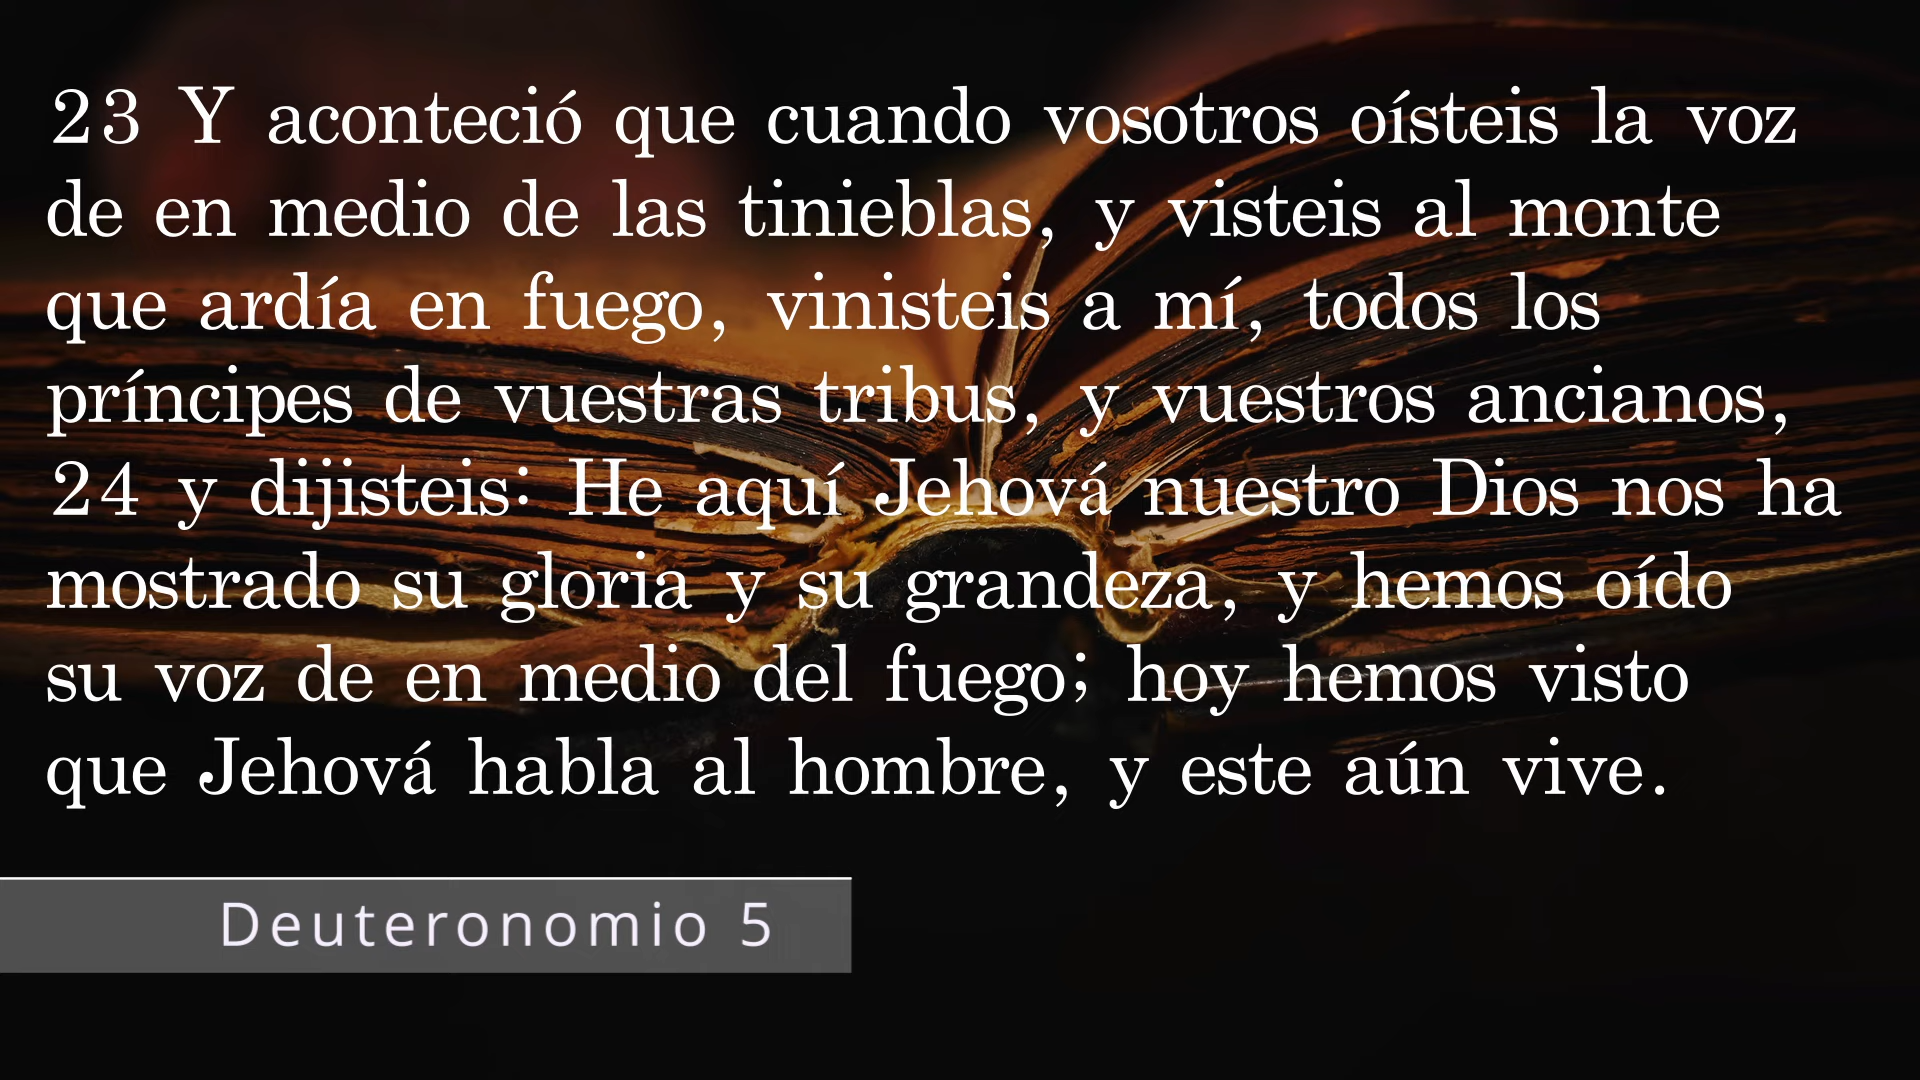 23 Y aconteció que cuando vosotros oísteis la voz
de en medio de las tinieblas, y visteis al monte
que ardía en fuego, vinisteis a mí, todos los
príncipes de vuestras tribus, y vuestros ancianos,
24 y dijisteis: He aquí Jehová nuestro Dios nos ha
mostrado su gloria y su grandeza, y hemos oído
su voz de en medio del fuego; hoy hemos visto
que Jehová habla al hombre, y este aún vive.
Deuteronomio 5